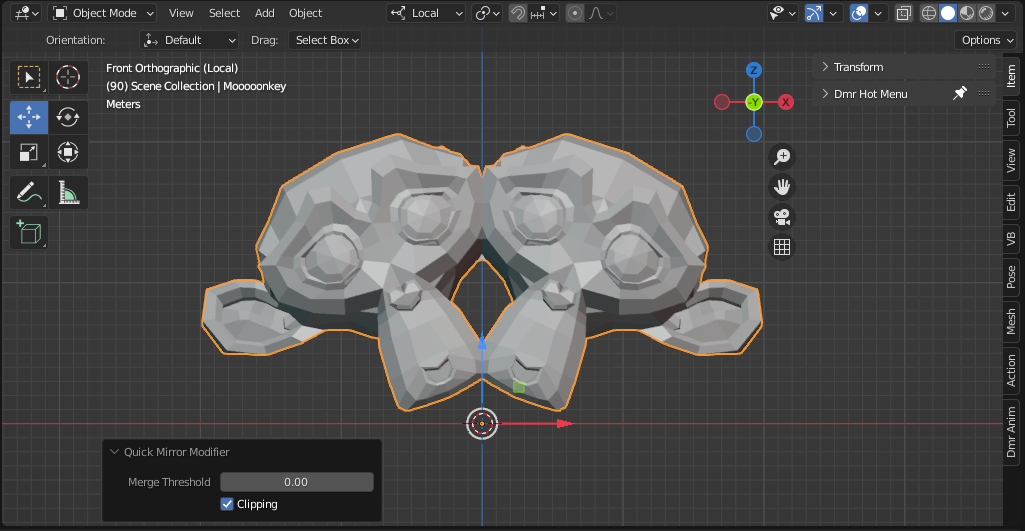 Object Mode View Select Add Object Local
Orientation: Default Drag: Select Box Options
Front Orthographic (Local)
(90) Scene Collection | Mooooonkey
Meters
Z
-Y
X
Transform
Dmr Hot Menu
Item
Tool
View
Edit
VB
Pose
Mesh
Action
Dmr Anim
Quick Mirror Modifier
Merge Threshold 0.00
Clipping